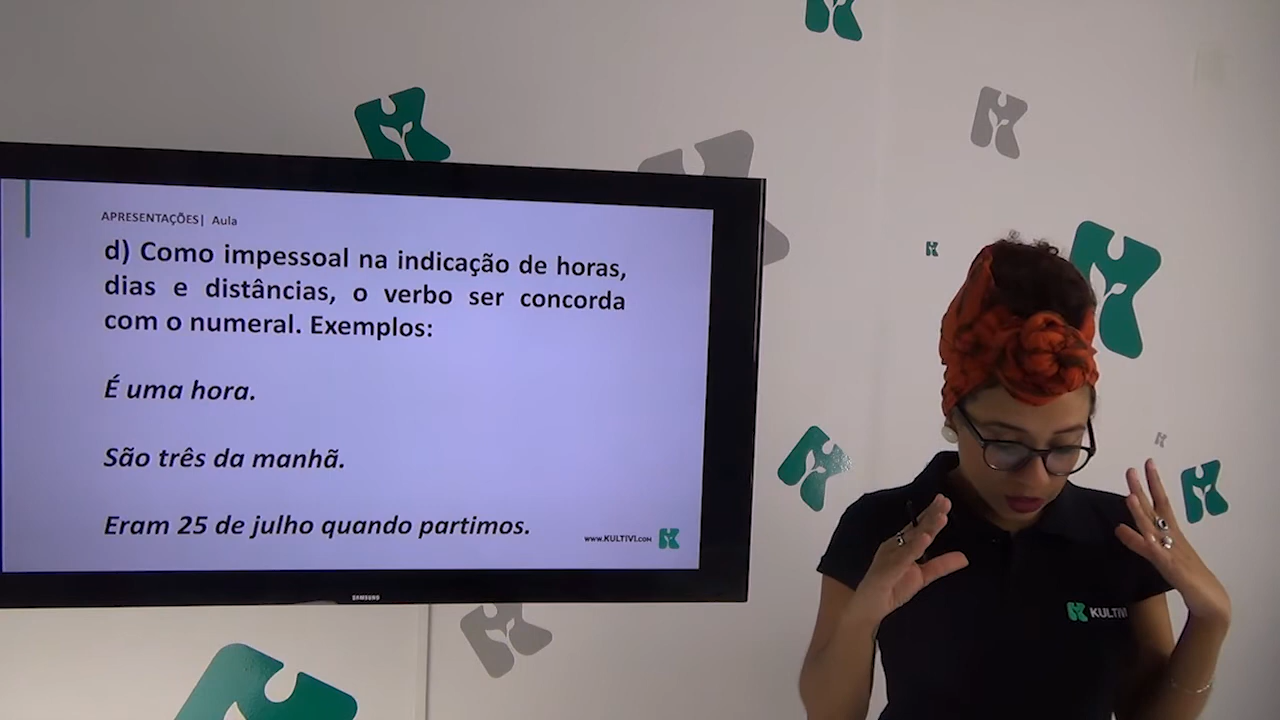 APRESENTAÇÕES| Aula
d) Como impessoal na indicação de horas,
dias e distâncias, o verbo ser concorda
com o numeral. Exemplos:
É uma hora.
São três da manhã.
Eram 25 de julho quando partimos.
www.KULTIVI.COM
SAMSUNG
KULTIVI